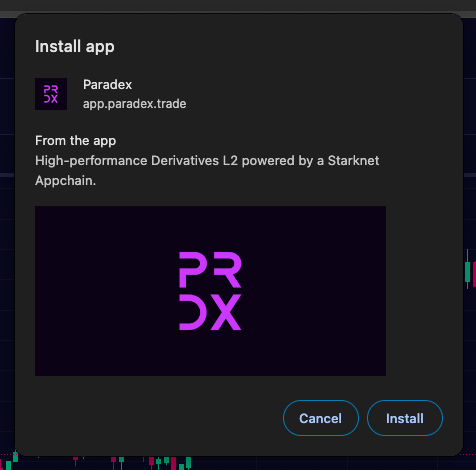 Install app
PR
DX
Paradex
app.paradex.trade
From the app
High-performance Derivatives L2 powered by a Starknet
Appchain.
PR
DX
Cancel
Install